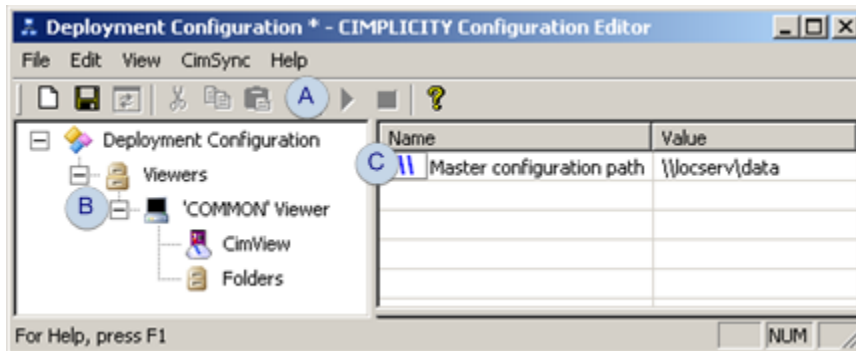 Deployment Configuration * - CIMPLICITY Configuration Editor
File Edit View CimSync Help
A
Deployment Configuration
Viewers
B 'COMMON' Viewer
CimView
Folders
Name Value
C \\ Master configuration path \\locserv\data
For Help, press F1 NUM